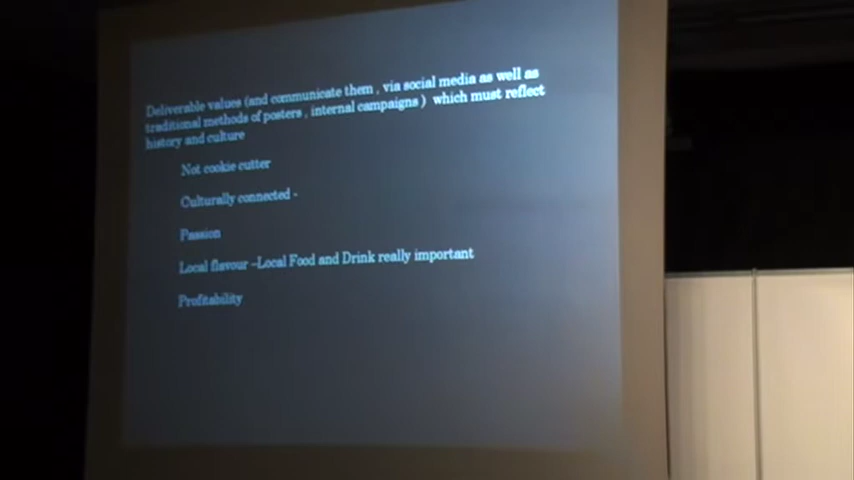 Deliverable values (and communicate them , via social media as well as
traditional methods of posters , internal campaigns ) which must reflect
history and culture
Not cookie cutter
Culturally connected -
Passion
Local flavour –Local Food and Drink really important
Profitability